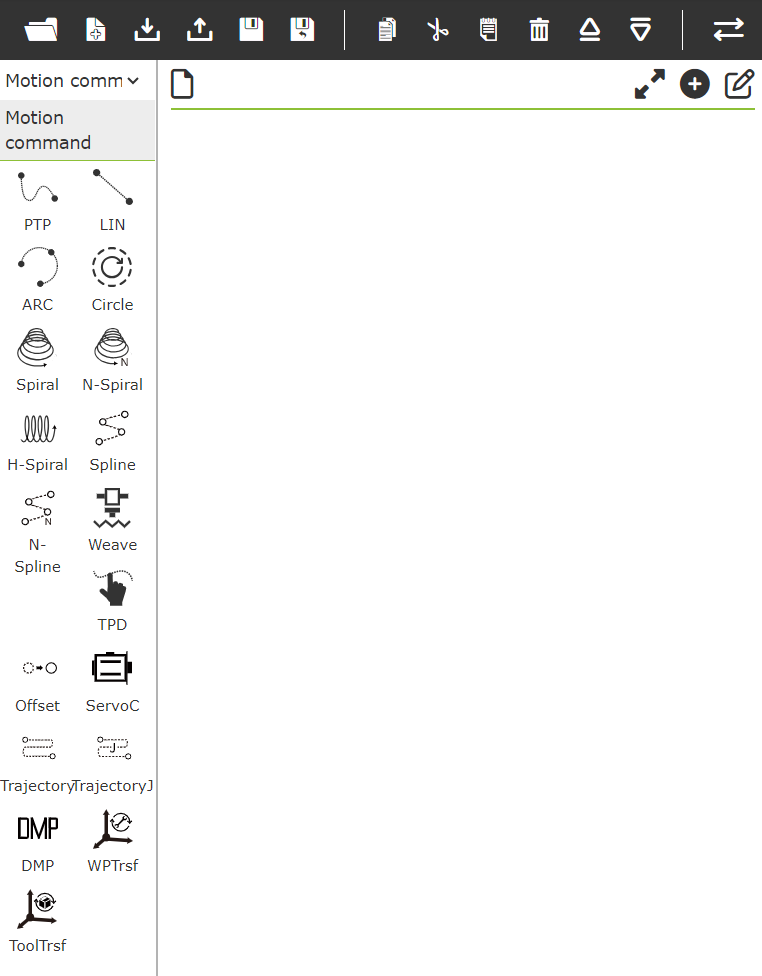 Motion comm
Motion
command
PTP
LIN
ARC
Circle
Spiral
N
N-Spiral
H-Spiral
Spline
N
N-
Spline
Weave
TPD
Offset
ServoC
Trajectory
J
TrajectoryJ
DMP
DMP
WPTrsf
ToolTrsf